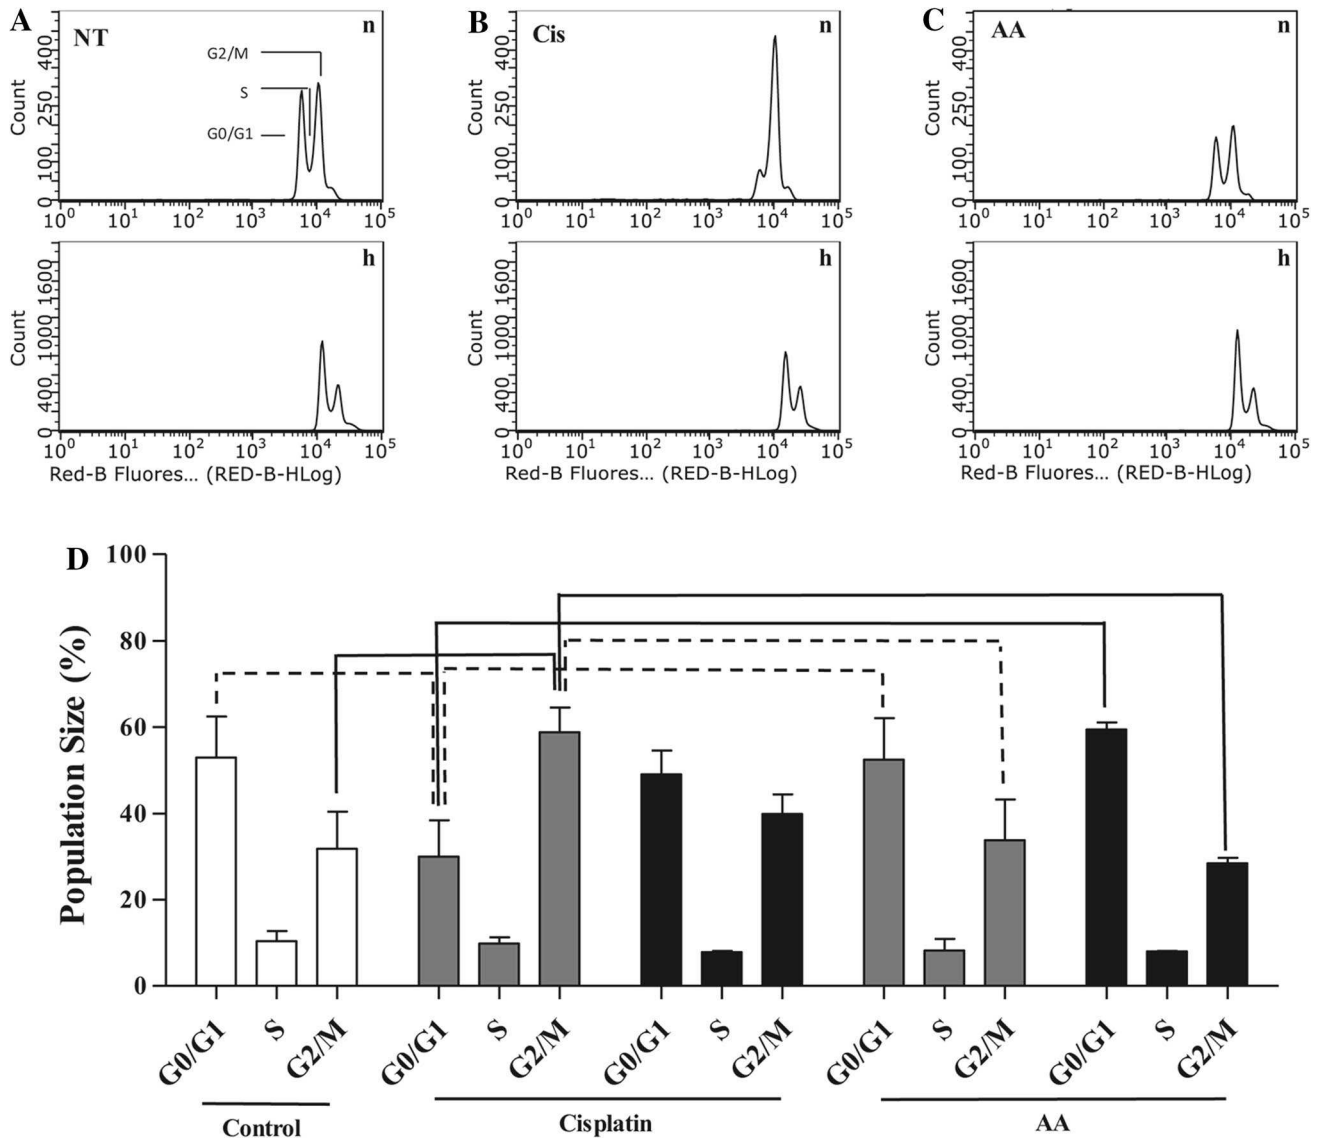 A
NT
n
G2/M
S
G0/G1
Count
400
250
100
0
10^0 10^1 10^2 10^3 10^4 10^5
B
Cis
n
Count
400
250
100
0
10^0 10^1 10^2 10^3 10^4 10^5
C
AA
n
Count
400
250
100
0
10^0 10^1 10^2 10^3 10^4 10^5
h
Count
1600
1000
400
0
10^0 10^1 10^2 10^3 10^4 10^5
Red-B Fluores... (RED-B-HLog)
h
Count
1600
1000
400
0
10^0 10^1 10^2 10^3 10^4 10^5
Red-B Fluores... (RED-B-HLog)
h
Count
1600
1000
400
0
10^0 10^1 10^2 10^3 10^4 10^5
Red-B Fluores... (RED-B-HLog)
D
Population Size (%)
100
80
60
40
20
0
G0/G1 S G2/M G0/G1 S G2/M G0/G1 S G2/M G0/G1 S G2/M G0/G1 S G2/M
Control Cisplatin AA